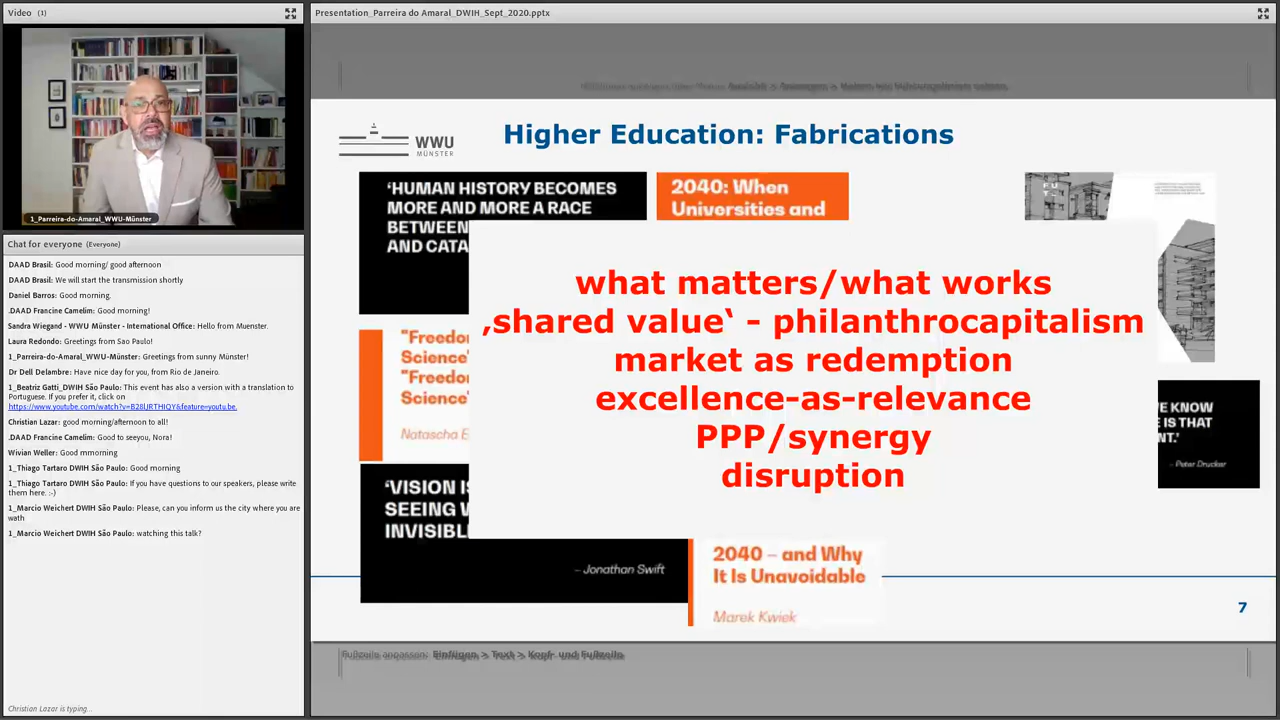 Video (1)
1_Parreira-do-Amaral_WWU-Münster
Chat for everyone (Everyone)
DAAD Brasil: Good morning/ good afternoon
DAAD Brasil: We will start the transmission shortly
Daniel Barros: Good morning.
.DAAD Francine Camelim: Good morning!
Sandra Wiegand - WWU Münster - International Office: Hello from Muenster.
Laura Redondo: Greetings from Sao Paulo!
1_Parreira-do-Amaral_WWU-Münster: Greetings from sunny Münster!
Dr Dell Delambre: Have nice day for you, from Rio de Janeiro.
1_Beatriz Gatti_DWIH São Paulo: This event has also a version with a translation to
Portuguese. If you prefer it, click on
Christian Lazar: good morning/afternoon to all!
.DAAD Francine Camelim: Good to seeyou, Nora!
Wivian Weller: Good mmorning
1_Thiago Tartaro DWIH São Paulo: Good morning
1_Thiago Tartaro DWIH São Paulo: If you have questions to our speakers, please write
them here. :-)
1_Marcio Weichert DWIH São Paulo: Please, can you inform us the city where you are
wath
1_Marcio Weichert DWIH São Paulo: watching this talk?
Christian Lazar is typing...
Presentation_Parreira do Amaral_DWIH_Sept_2020.pptx
WWU
MÜNSTER
Higher Education: Fabrications
‘HUMAN HISTORY BECOMES
MORE AND MORE A RACE
BETWEEN
AND CATA
2040: When
Universities and
what matters/what works
‚shared value‘ - philanthrocapitalism
market as redemption
excellence-as-relevance
PPP/synergy
disruption
"Freedo
Science'
"Freedo
Science'
Natascha E
E KNOW
E IS THAT
NT.’
– Peter Drucker
‘VISION IS
SEEING W
INVISIBL
– Jonathan Swift
2040 – and Why
It Is Unavoidable
Marek Kwiek
7
Fußzeile anpassen: Einfügen > Text > Kopf- und Fußzeile